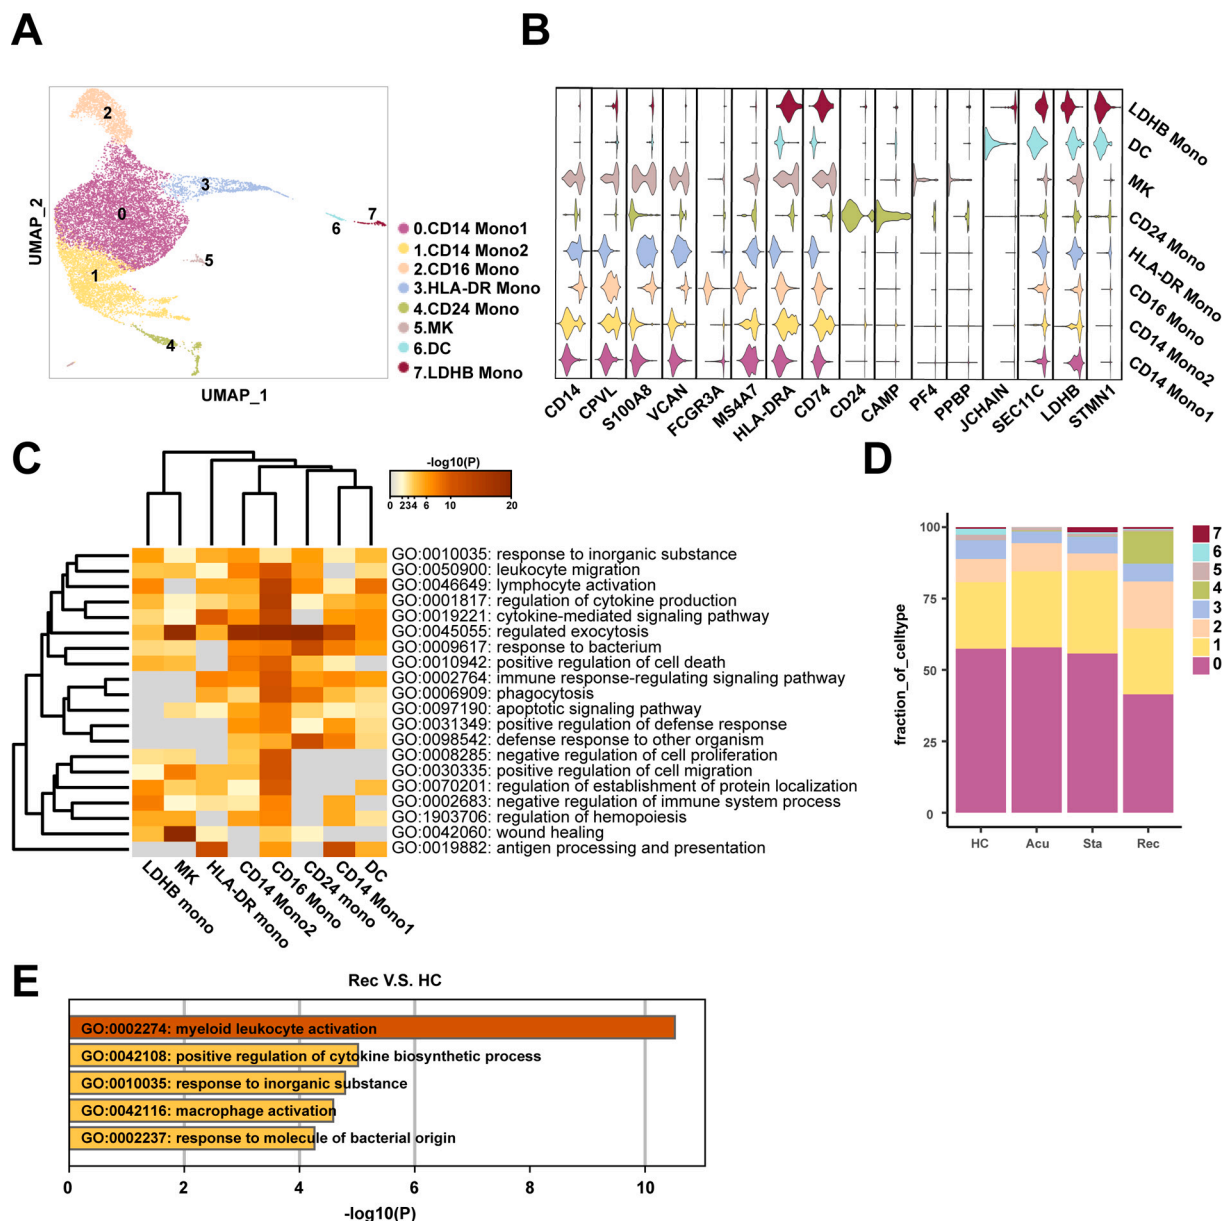 A
2
3
0
7
6
5
1
4
UMAP_2
UMAP_1
0.CD14 Mono1
1.CD14 Mono2
2.CD16 Mono
3.HLA-DR Mono
4.CD24 Mono
5.MK
6.DC
7.LDHB Mono
B
LDHB Mono
DC
MK
CD24 Mono
HLA-DR Mono
CD16 Mono
CD14 Mono2
CD14 Mono1
CD14
CPVL
S100A8
VCAN
FCGR3A
MS4A7
HLA-DRA
CD74
CD24
CAMP
PF4
PPBP
JCHAIN
SEC11C
LDHB
STMN1
C
-log10(P)
0 2 3 4 6 10 20
GO:0010035: response to inorganic substance
GO:0050900: leukocyte migration
GO:0046649: lymphocyte activation
GO:0001817: regulation of cytokine production
GO:0019221: cytokine-mediated signaling pathway
GO:0045055: regulated exocytosis
GO:0009617: response to bacterium
GO:0010942: positive regulation of cell death
GO:0002764: immune response-regulating signaling pathway
GO:0006909: phagocytosis
GO:0097190: apoptotic signaling pathway
GO:0031349: positive regulation of defense response
GO:0098542: defense response to other organism
GO:0008285: negative regulation of cell proliferation
GO:0030335: positive regulation of cell migration
GO:0070201: regulation of establishment of protein localization
GO:0002683: negative regulation of immune system process
GO:1903706: regulation of hemopoiesis
GO:0042060: wound healing
GO:0019882: antigen processing and presentation
LDHB mono
MK
HLA-DR mono
CD14 Mono2
CD16 Mono
CD24 mono
CD14 Mono1
DC
D
fraction_of_celltype
100
75
50
25
0
HC Acu Sta Rec
7
6
5
4
3
2
1
0
E
Rec V.S. HC
GO:0002274: myeloid leukocyte activation
GO:0042108: positive regulation of cytokine biosynthetic process
GO:0010035: response to inorganic substance
GO:0042116: macrophage activation
GO:0002237: response to molecule of bacterial origin
0 2 4 6 8 10
-log10(P)